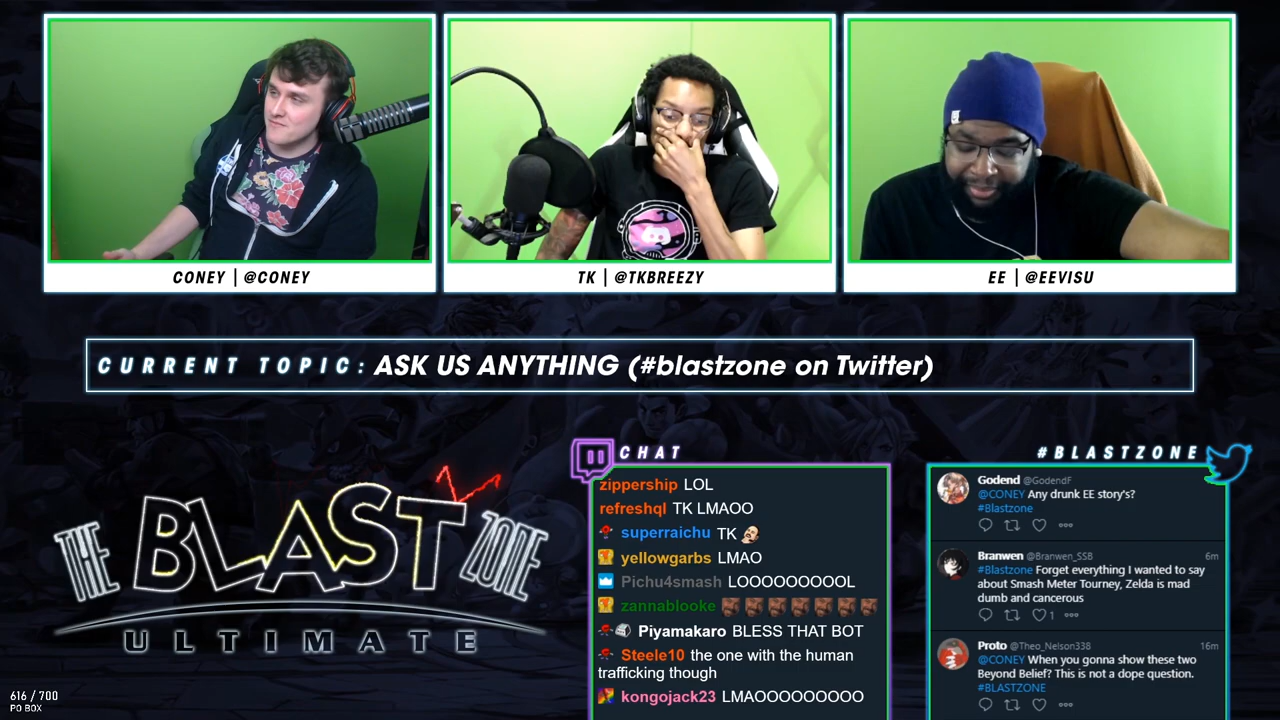 CONEY | @CONEY
TK | @TKBREEZY
EE | @EEVISU
CURRENT TOPIC: ASK US ANYTHING (#blastzone on Twitter)
THE BLAST ZONE
ULTIMATE
616 / 700
PO BOX
CHAT
zippership LOL
refreshql TK LMAOO
superraichu TK
yellowgarbs LMAO
Pichu4smash LOOOOOOOOOL
zannablooke
Piyamakaro BLESS THAT BOT
Steele10 the one with the human
trafficking though
kongojack23 LMAOOOOOOOOO
#BLASTZONE
Godend @GodendF
@CONEY Any drunk EE story's?
#Blastzone
Branwen @Branwen_SSB 6m
#Blastzone Forget everything I wanted to
say about Smash Meter Tourney, Zelda is mad
dumb and cancerous
1
Proto @Theo_Nelson338 16m
@CONEY When you gonna show these two
Beyond Belief? This is not a dope question.
#BLASTZONE